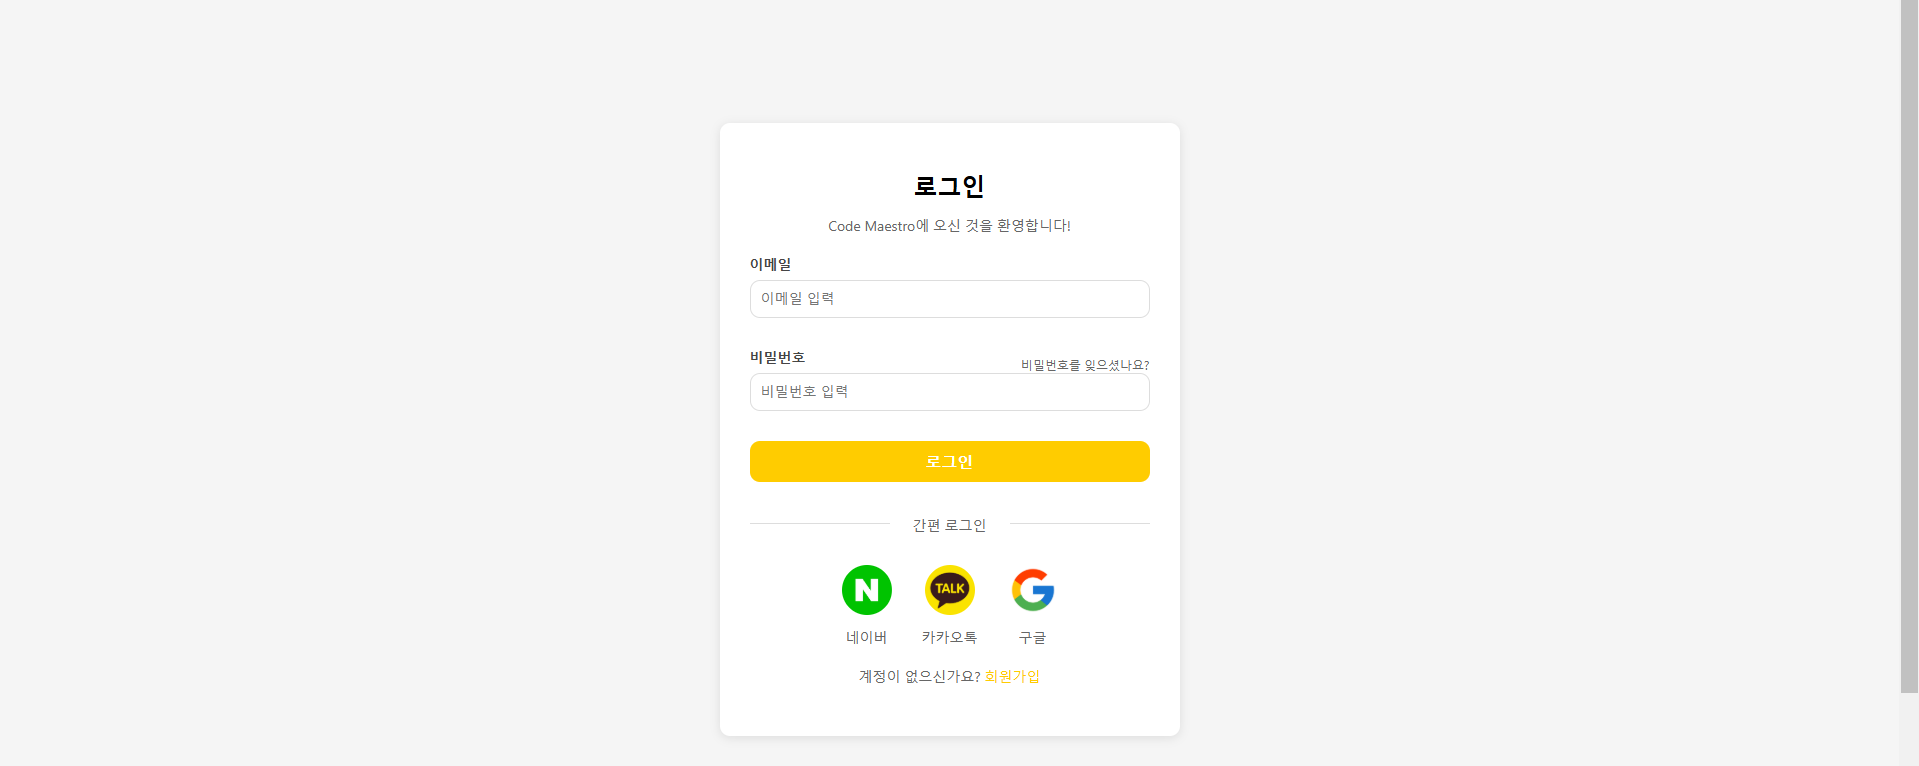 로그인
Code Maestro에 오신 것을 환영합니다!
이메일
이메일 입력
비밀번호
비밀번호를 잊으셨나요?
비밀번호 입력
로그인
간편 로그인
N
TALK
G
네이버 카카오톡 구글
계정이 없으신가요? 회원가입